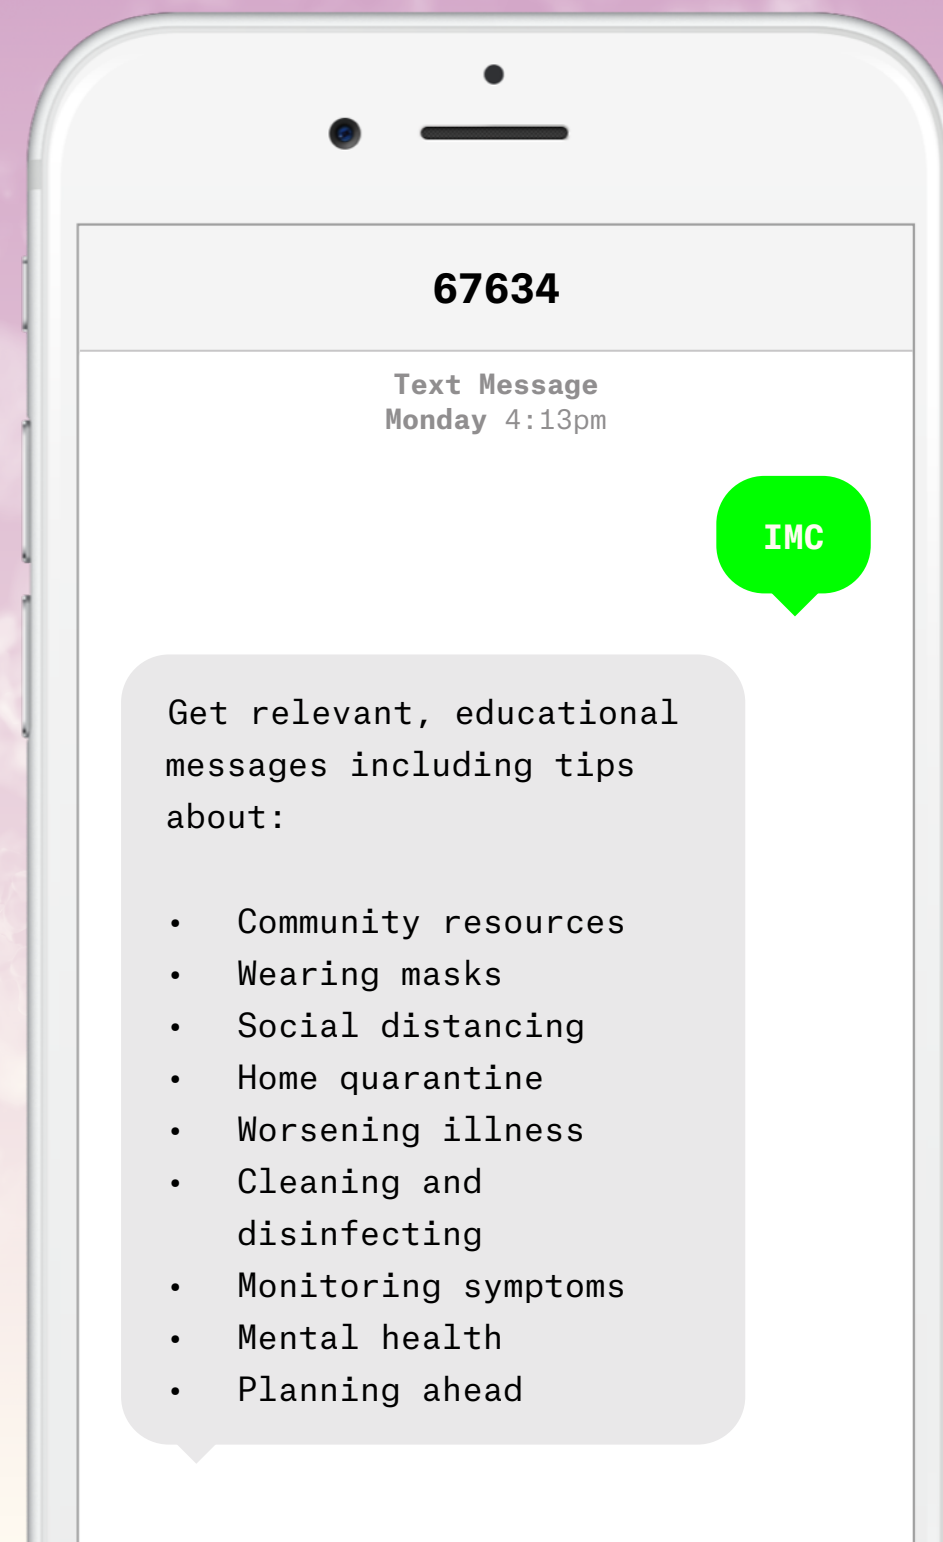 67634
Text Message
Monday 4:13pm
IMC
Get relevant, educational
messages including tips
about:
• Community resources
• Wearing masks
• Social distancing
• Home quarantine
• Worsening illness
• Cleaning and
disinfecting
• Monitoring symptoms
• Mental health
• Planning ahead